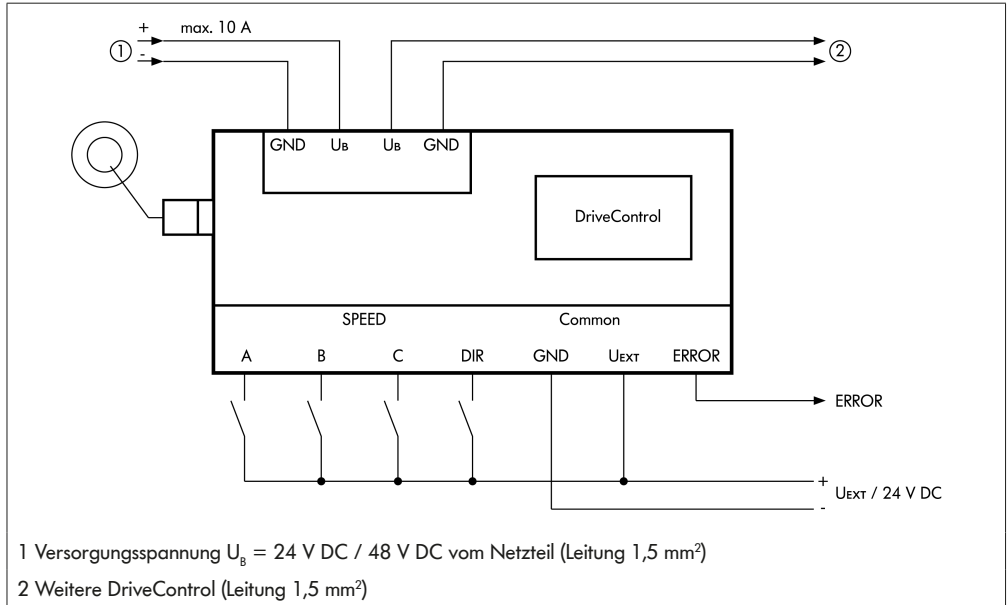 + max. 10 A
1 - 2
GND UB UB GND
DriveControl
SPEED Common
A B C DIR GND UEXT ERROR
ERROR
+
UEXT / 24 V DC
-
1 Versorgungsspannung UB = 24 V DC / 48 V DC vom Netzteil (Leitung 1,5 mm²)
2 Weitere DriveControl (Leitung 1,5 mm²)